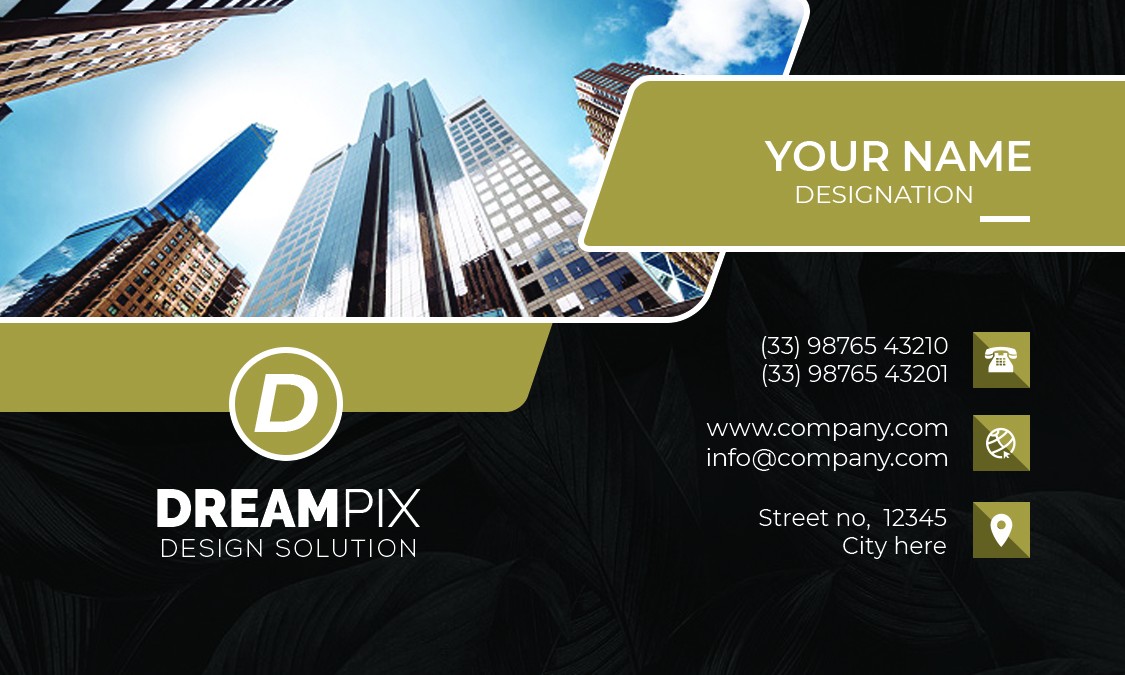 YOUR NAME
DESIGNATION
D
DREAMPIX
DESIGN SOLUTION
(33) 98765 43210
(33) 98765 43201
www.company.com
info@company.com
Street no,  12345
City here